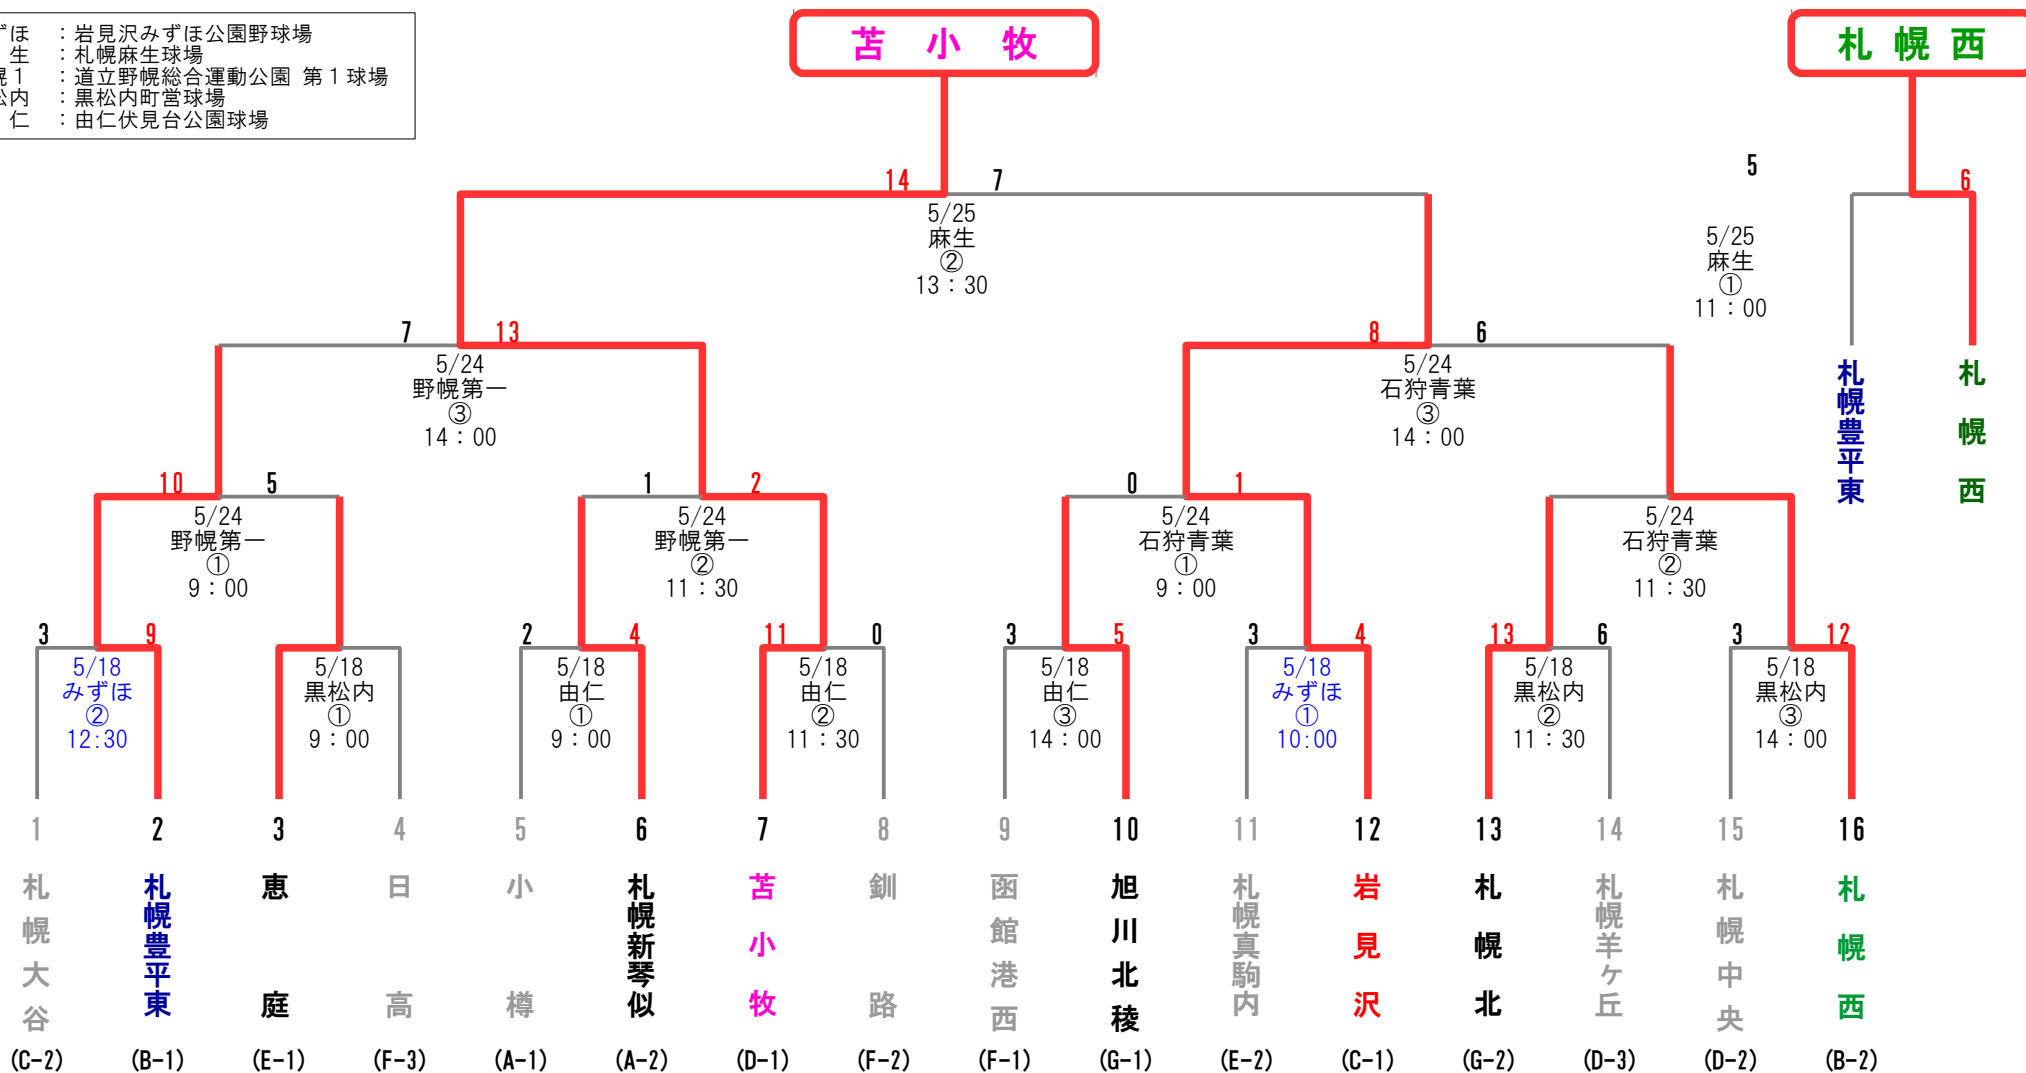 ずほ ：岩見沢みずほ公園野球場
生 ：札幌麻生球場
幌１ ：道立野幌総合運動公園 第１球場
松内 ：黒松内町営球場
仁 ：由仁伏見台公園球場
苫小牧
札幌西
14 7
5/25
麻生
②
13：30
5 6
5/25
麻生
①
11：00
札幌豊平東
札幌西
7 13
5/24
野幌第一
③
14：00
8 6
5/24
石狩青葉
③
14：00
10 5
5/24
野幌第一
①
9：00
1 2
5/24
野幌第一
②
11：30
0 1
5/24
石狩青葉
①
9：00
5/24
石狩青葉
②
11：30
3 9
5/18
みずほ
②
12:30
5/18
黒松内
①
9：00
2 4
5/18
由仁
①
9：00
11 0
5/18
由仁
②
11：30
3 5
5/18
由仁
③
14：00
3 4
5/18
みずほ
①
10:00
13 6
5/18
黒松内
②
11：30
3 12
5/18
黒松内
③
14：00
1 2 3 4 5 6 7 8 9 10 11 12 13 14 15 16
札幌大谷
札幌豊平東
恵庭
日高
小樽
札幌新琴似
苫小牧
釧路
函館港西
旭川北稜
札幌真駒内
岩見沢
札幌北
札幌羊ヶ丘
札幌中央
札幌西
(C-2) (B-1) (E-1) (F-3) (A-1) (A-2) (D-1) (F-2) (F-1) (G-1) (E-2) (C-1) (G-2) (D-3) (D-2) (B-2)